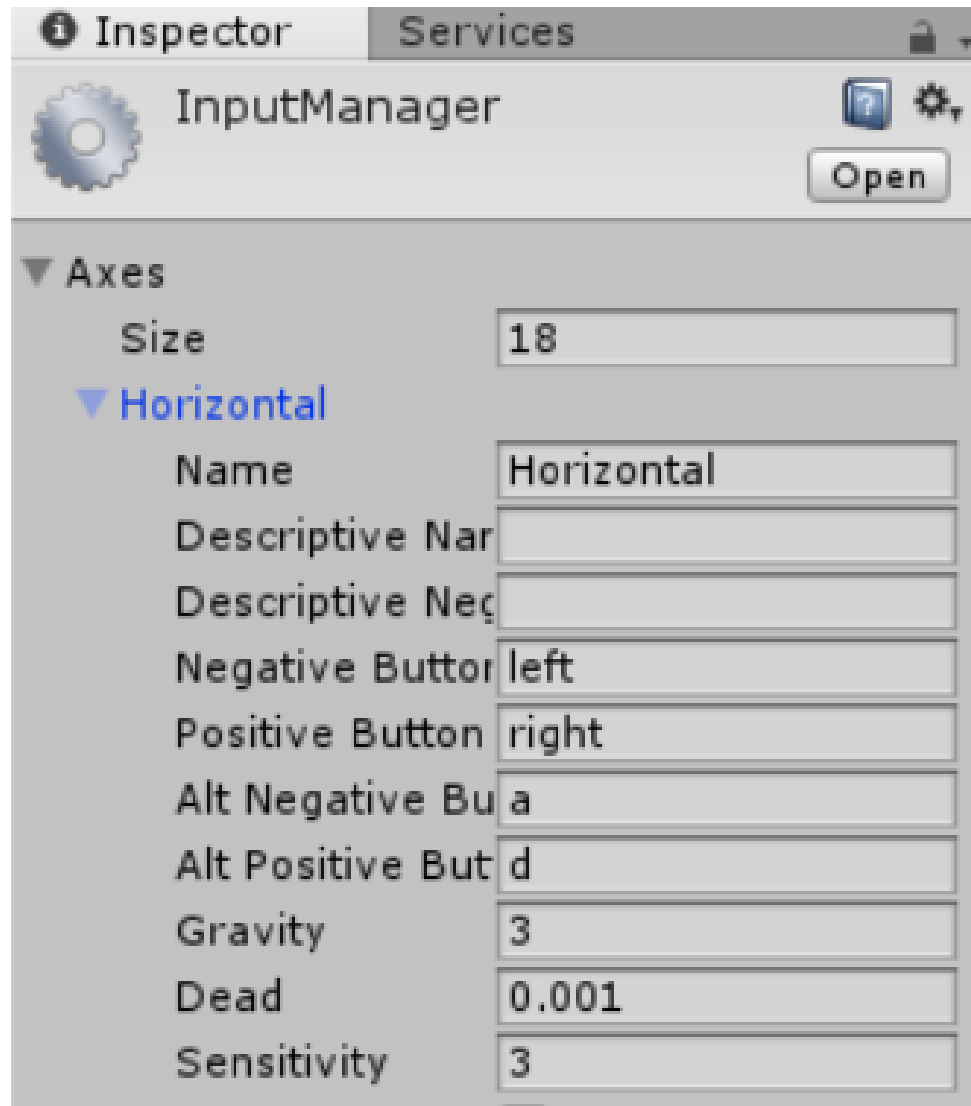 Inspector Services
InputManager
Open
Axes
Size 18
Horizontal
Name Horizontal
Descriptive Nar
Descriptive Neg
Negative Button left
Positive Button right
Alt Negative Bu a
Alt Positive But d
Gravity 3
Dead 0.001
Sensitivity 3